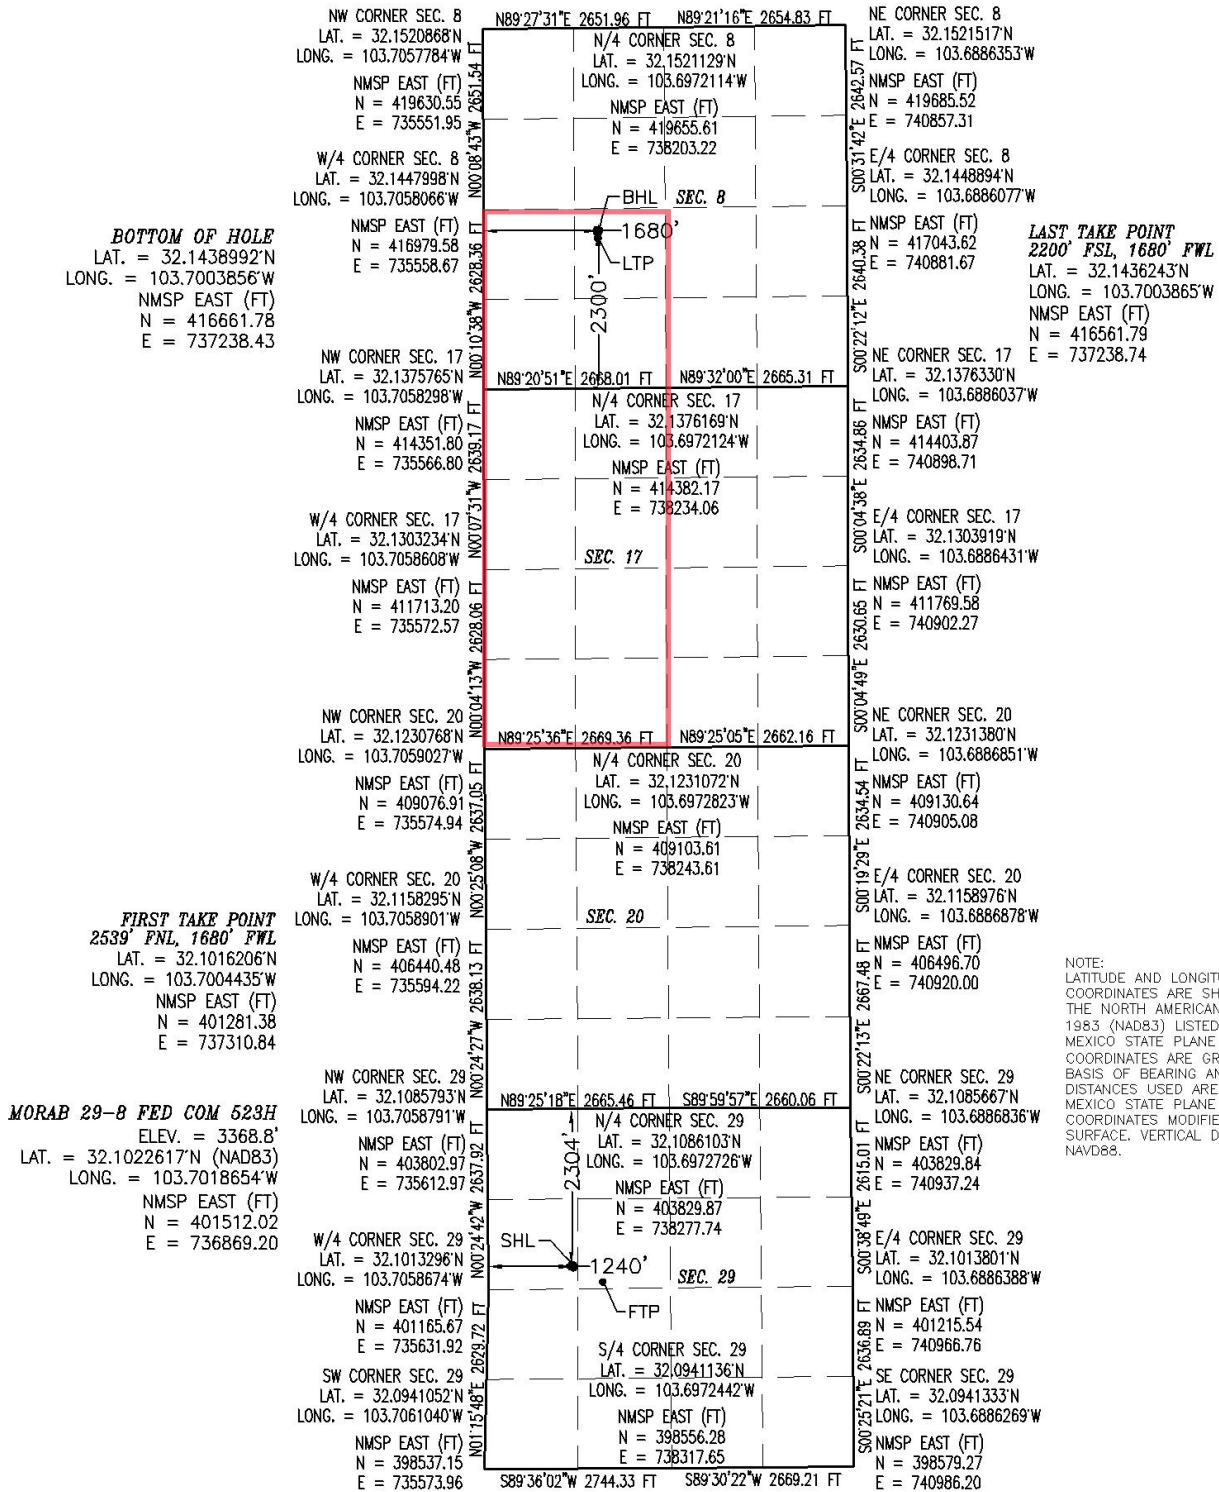 NW CORNER SEC. 8
LAT. = 32.1520868'N
LONG. = 103.7057784'W
NMSP EAST (FT)
N = 419630.55
E = 735551.95
N89°27'31"E 2651.96 FT
N89°21'16"E 2654.83 FT
N/4 CORNER SEC. 8
LAT. = 32.1521129'N
LONG. = 103.6972114'W
NMSP EAST (FT)
N = 419655.61
E = 738203.22
NE CORNER SEC. 8
LAT. = 32.1521517'N
LONG. = 103.6886353'W
NMSP EAST (FT)
N = 419685.52
E = 740857.31
N00°08'43"W 2651.54 FT
S00°31'42"E 2642.57 FT
W/4 CORNER SEC. 8
LAT. = 32.1447998'N
LONG. = 103.7058066'W
NMSP EAST (FT)
N = 416979.58
E = 735558.67
E/4 CORNER SEC. 8
LAT. = 32.1448894'N
LONG. = 103.6886077'W
NMSP EAST (FT)
N = 417043.62
E = 740881.67
BHL
SEC. 8
1680'
LTP
2300'
BOTTOM OF HOLE
LAT. = 32.1438992'N
LONG. = 103.7003856'W
NMSP EAST (FT)
N = 416661.78
E = 737238.43
LAST TAKE POINT
2200' FSL, 1680' FWL
LAT. = 32.1436243'N
LONG. = 103.7003865'W
NMSP EAST (FT)
N = 416561.79
E = 737238.74
N00°10'38"W 2628.36 FT
S00°22'12"E 2640.38 FT
NW CORNER SEC. 17
LAT. = 32.1375765'N
LONG. = 103.7058298'W
NMSP EAST (FT)
N = 414351.80
E = 735566.80
N89°20'51"E 2668.01 FT
N89°32'00"E 2665.31 FT
N/4 CORNER SEC. 17
LAT. = 32.1376169'N
LONG. = 103.6972124'W
NMSP EAST (FT)
N = 414382.17
E = 738234.06
NE CORNER SEC. 17
LAT. = 32.1376330'N
LONG. = 103.6886037'W
NMSP EAST (FT)
N = 414403.87
E = 740898.71
N00°07'31"W 2639.17 FT
S00°04'38"E 2634.86 FT
W/4 CORNER SEC. 17
LAT. = 32.1303234'N
LONG. = 103.7058608'W
NMSP EAST (FT)
N = 411713.20
E = 735572.57
SEC. 17
E/4 CORNER SEC. 17
LAT. = 32.1303919'N
LONG. = 103.6886431'W
NMSP EAST (FT)
N = 411769.58
E = 740902.27
N00°04'13"W 2628.06 FT
S00°04'49"E 2630.65 FT
NW CORNER SEC. 20
LAT. = 32.1230768'N
LONG. = 103.7059027'W
NMSP EAST (FT)
N = 409076.91
E = 735574.94
N89°25'36"E 2669.36 FT
N89°25'05"E 2662.16 FT
N/4 CORNER SEC. 20
LAT. = 32.1231072'N
LONG. = 103.6972823'W
NMSP EAST (FT)
N = 409103.61
E = 738243.61
NE CORNER SEC. 20
LAT. = 32.1231380'N
LONG. = 103.6886851'W
NMSP EAST (FT)
N = 409130.64
E = 740905.08
N00°25'08"W 2637.05 FT
S00°19'29"E 2634.54 FT
W/4 CORNER SEC. 20
LAT. = 32.1158295'N
LONG. = 103.7058901'W
NMSP EAST (FT)
N = 406440.48
E = 735594.22
SEC. 20
E/4 CORNER SEC. 20
LAT. = 32.1158976'N
LONG. = 103.6886878'W
NMSP EAST (FT)
N = 406496.70
E = 740920.00
FIRST TAKE POINT
2539' FNL, 1680' FWL
LAT. = 32.1016206'N
LONG. = 103.7004435'W
NMSP EAST (FT)
N = 401281.38
E = 737310.84
N00°24'27"W 2638.13 FT
S00°22'13"E 2667.48 FT
NOTE:
LATITUDE AND LONGITU
COORDINATES ARE SH
THE NORTH AMERICAN
1983 (NAD83) LISTED
MEXICO STATE PLANE
COORDINATES ARE GR
BASIS OF BEARING AN
DISTANCES USED ARE
MEXICO STATE PLANE
COORDINATES MODIFIE
SURFACE. VERTICAL D
NAVD88.
NW CORNER SEC. 29
LAT. = 32.1085793'N
LONG. = 103.7058791'W
NMSP EAST (FT)
N = 403802.97
E = 735612.97
N89°25'18"E 2665.46 FT
S89°59'57"E 2660.06 FT
N/4 CORNER SEC. 29
LAT. = 32.1086103'N
LONG. = 103.6972726'W
NMSP EAST (FT)
N = 403829.87
E = 738277.74
NE CORNER SEC. 29
LAT. = 32.1085667'N
LONG. = 103.6886836'W
NMSP EAST (FT)
N = 403829.84
E = 740937.24
MORAB 29-8 FED COM 523H
ELEV. = 3368.8'
LAT. = 32.1022617'N (NAD83)
LONG. = 103.7018654'W
NMSP EAST (FT)
N = 401512.02
E = 736869.20
N00°24'42"W 2637.92 FT
2304'
S00°38'49"E 2615.01 FT
W/4 CORNER SEC. 29
LAT. = 32.1013296'N
LONG. = 103.7058674'W
NMSP EAST (FT)
N = 401165.67
E = 735631.92
SHL
1240'
SEC. 29
FTP
E/4 CORNER SEC. 29
LAT. = 32.1013801'N
LONG. = 103.6886388'W
NMSP EAST (FT)
N = 401215.54
E = 740966.76
N01°15'48"E 2629.72 FT
S00°25'21"E 2636.89 FT
SW CORNER SEC. 29
LAT. = 32.0941052'N
LONG. = 103.7061040'W
NMSP EAST (FT)
N = 398537.15
E = 735573.96
S/4 CORNER SEC. 29
LAT. = 32.0941136'N
LONG. = 103.6972442'W
NMSP EAST (FT)
N = 398556.28
E = 738317.65
SE CORNER SEC. 29
LAT. = 32.0941333'N
LONG. = 103.6886269'W
NMSP EAST (FT)
N = 398579.27
E = 740986.20
S89°36'02"W 2744.33 FT
S89°30'22"W 2669.21 FT